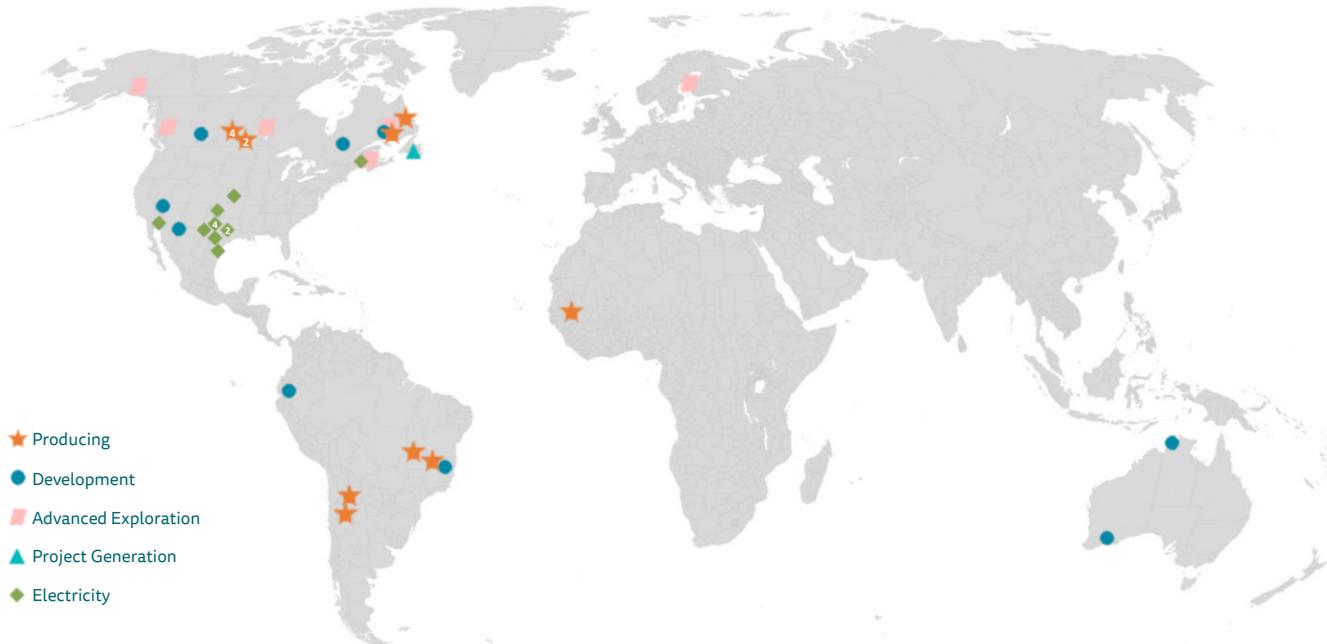 4
2
4
2
Producing
Development
Advanced Exploration
Project Generation
Electricity